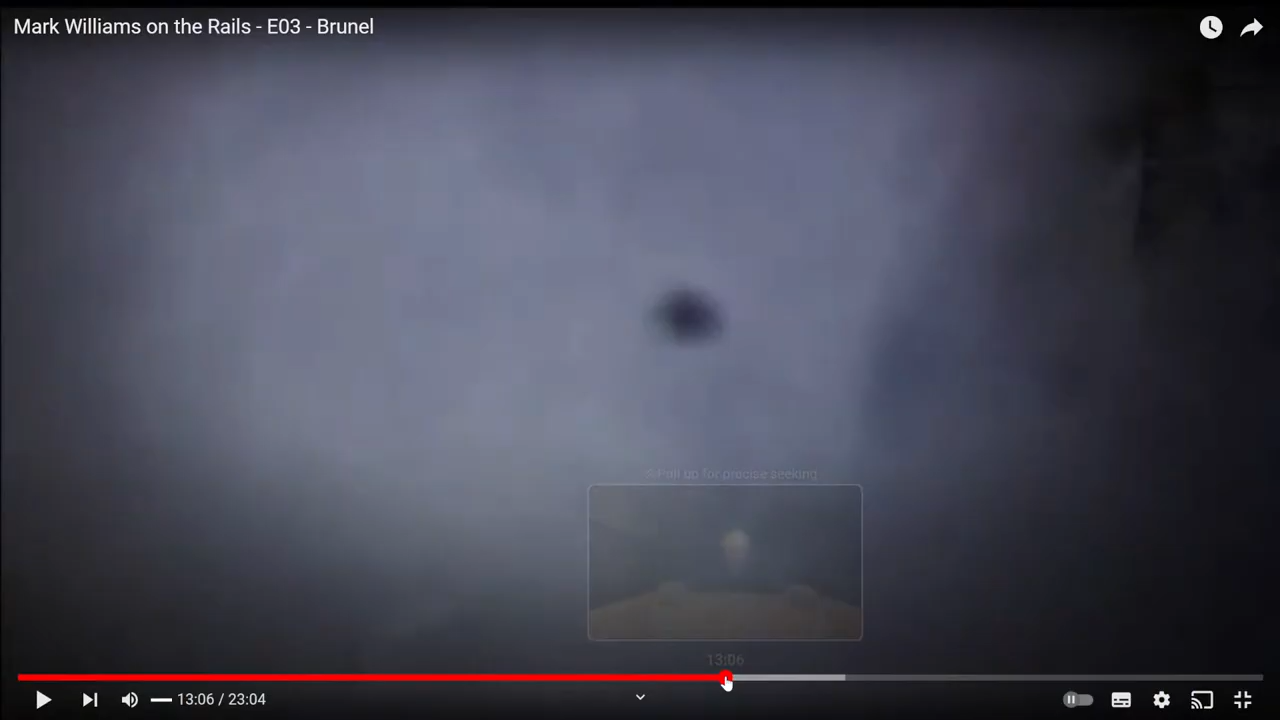 Mark Williams on the Rails - E03 - Brunel
Pull up for precise seeking
13:06
13:06 / 23:04